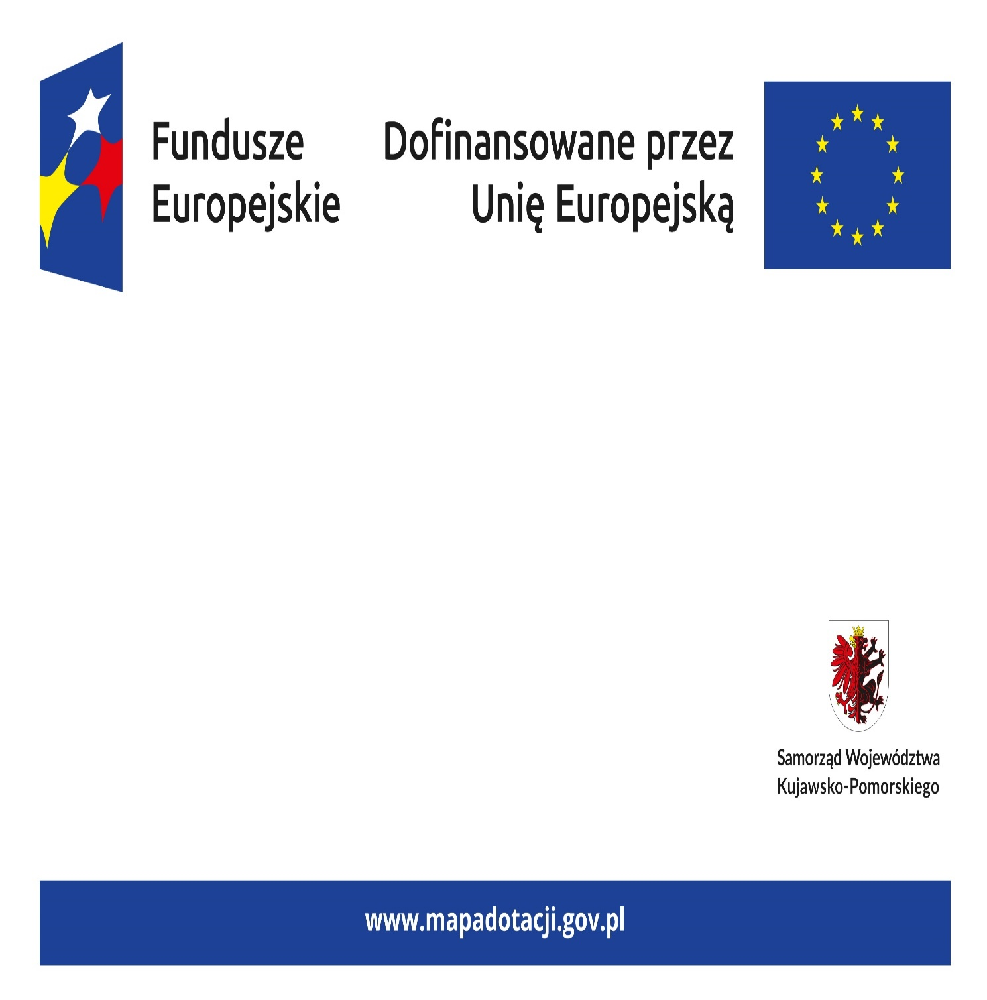 Fundusze
Europejskie
Dofinansowane przez
Unię Europejską
Samorząd Województwa
Kujawsko-Pomorskiego
www.mapadotacji.gov.pl